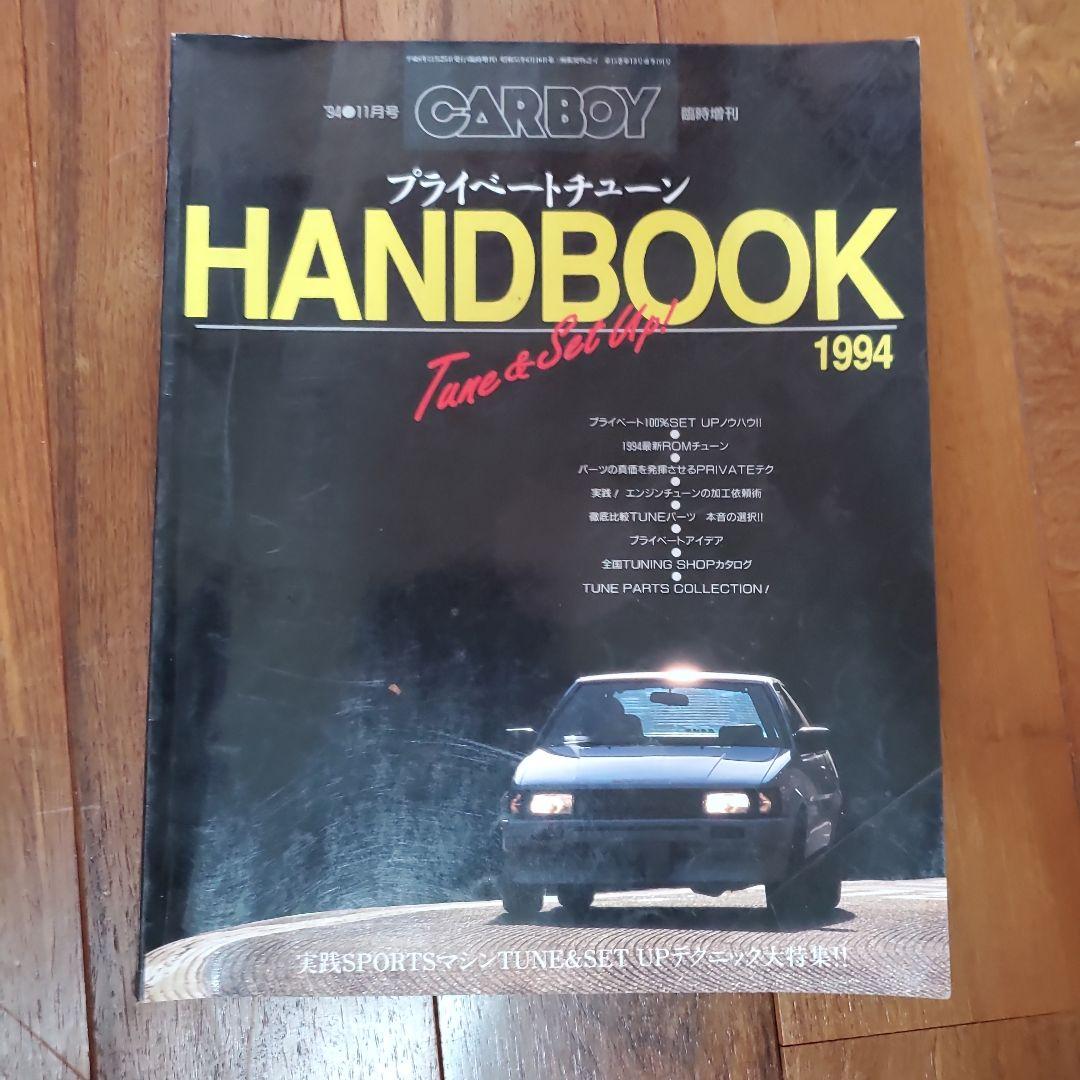 '94●11月号
CARBOY
臨時増刊
プライベートチューン
HANDBOOK
Tune & Set Up!
1994
プライベート100%SET UPノウハウ!!
1994最新ROMチューン
パーツの真価を発揮させるPRIVATEテク
実践! エンジンチューンの加工依頼術
徹底比較TUNEパーツ 本音の選択!!
プライベートアイデア
全国TUNING SHOPカタログ
TUNE PARTS COLLECTION!
実践SPORTSマシンTUNE&SET UPテクニック大特集!!